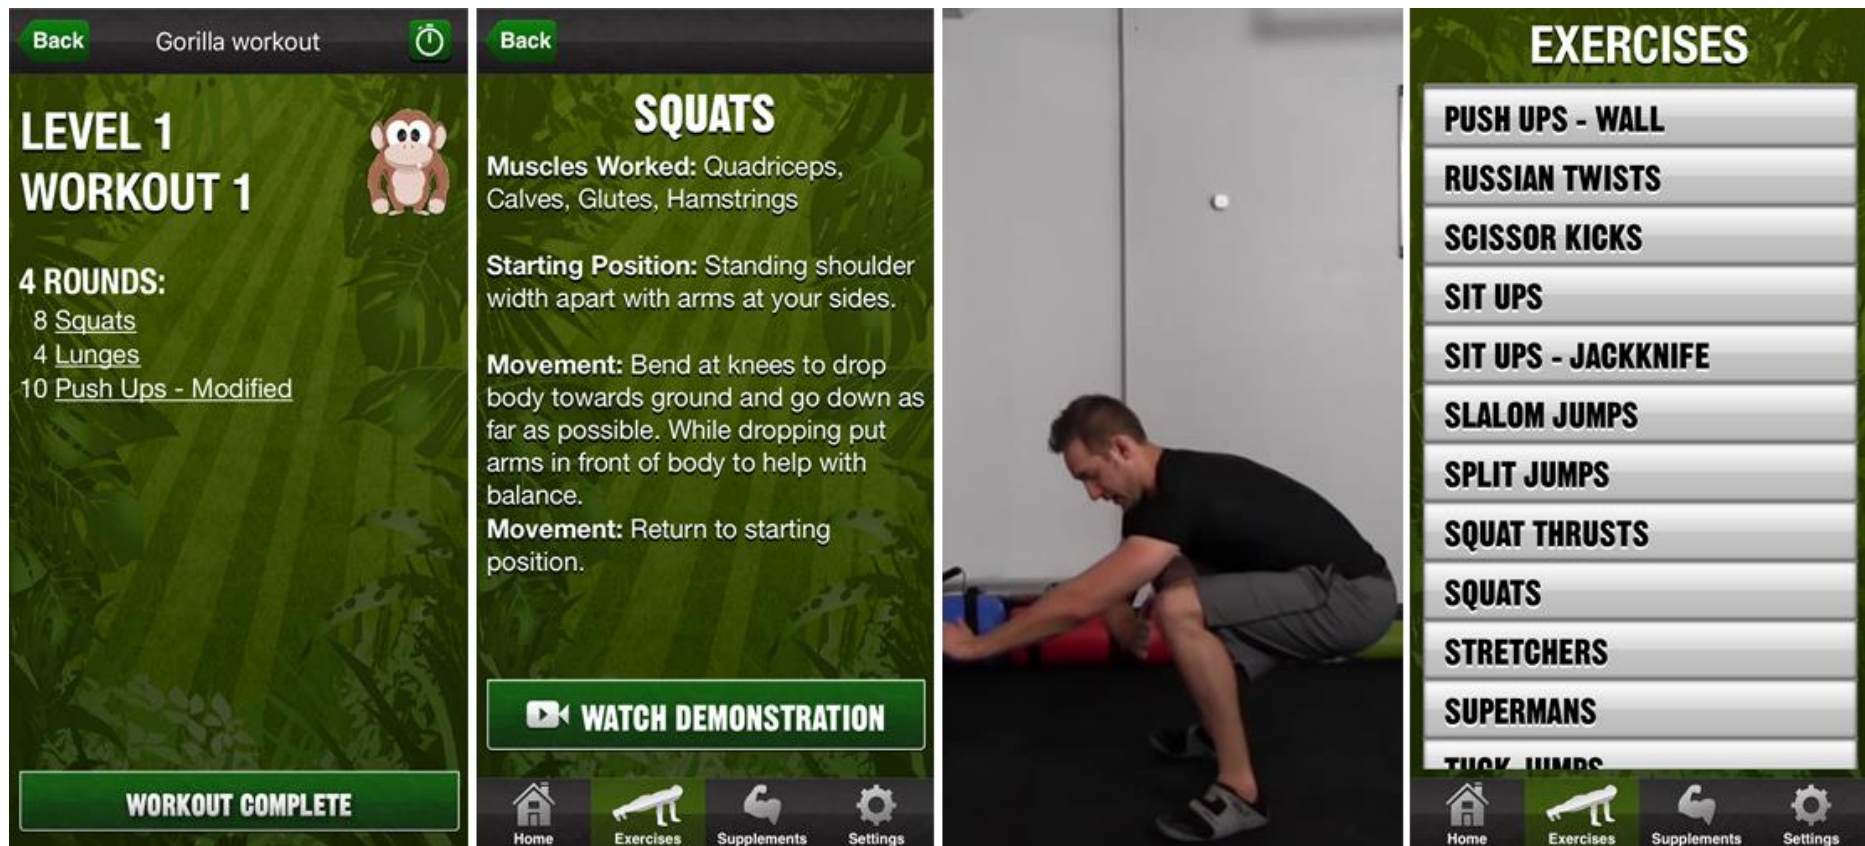 Back
Gorilla workout
LEVEL 1
WORKOUT 1
4 ROUNDS:
8 Squats
4 Lunges
10 Push Ups - Modified
WORKOUT COMPLETE
Back
SQUATS
Muscles Worked: Quadriceps,
Calves, Glutes, Hamstrings
Starting Position: Standing shoulder
width apart with arms at your sides.
Movement: Bend at knees to drop
body towards ground and go down as
far as possible. While dropping put
arms in front of body to help with
balance.
Movement: Return to starting
position.
WATCH DEMONSTRATION
Home Exercises Supplements Settings
EXERCISES
PUSH UPS - WALL
RUSSIAN TWISTS
SCISSOR KICKS
SIT UPS
SIT UPS - JACKKNIFE
SLALOM JUMPS
SPLIT JUMPS
SQUAT THRUSTS
SQUATS
STRETCHERS
SUPERMANS
TUCK JUMPS
Home Exercises Supplements Settings